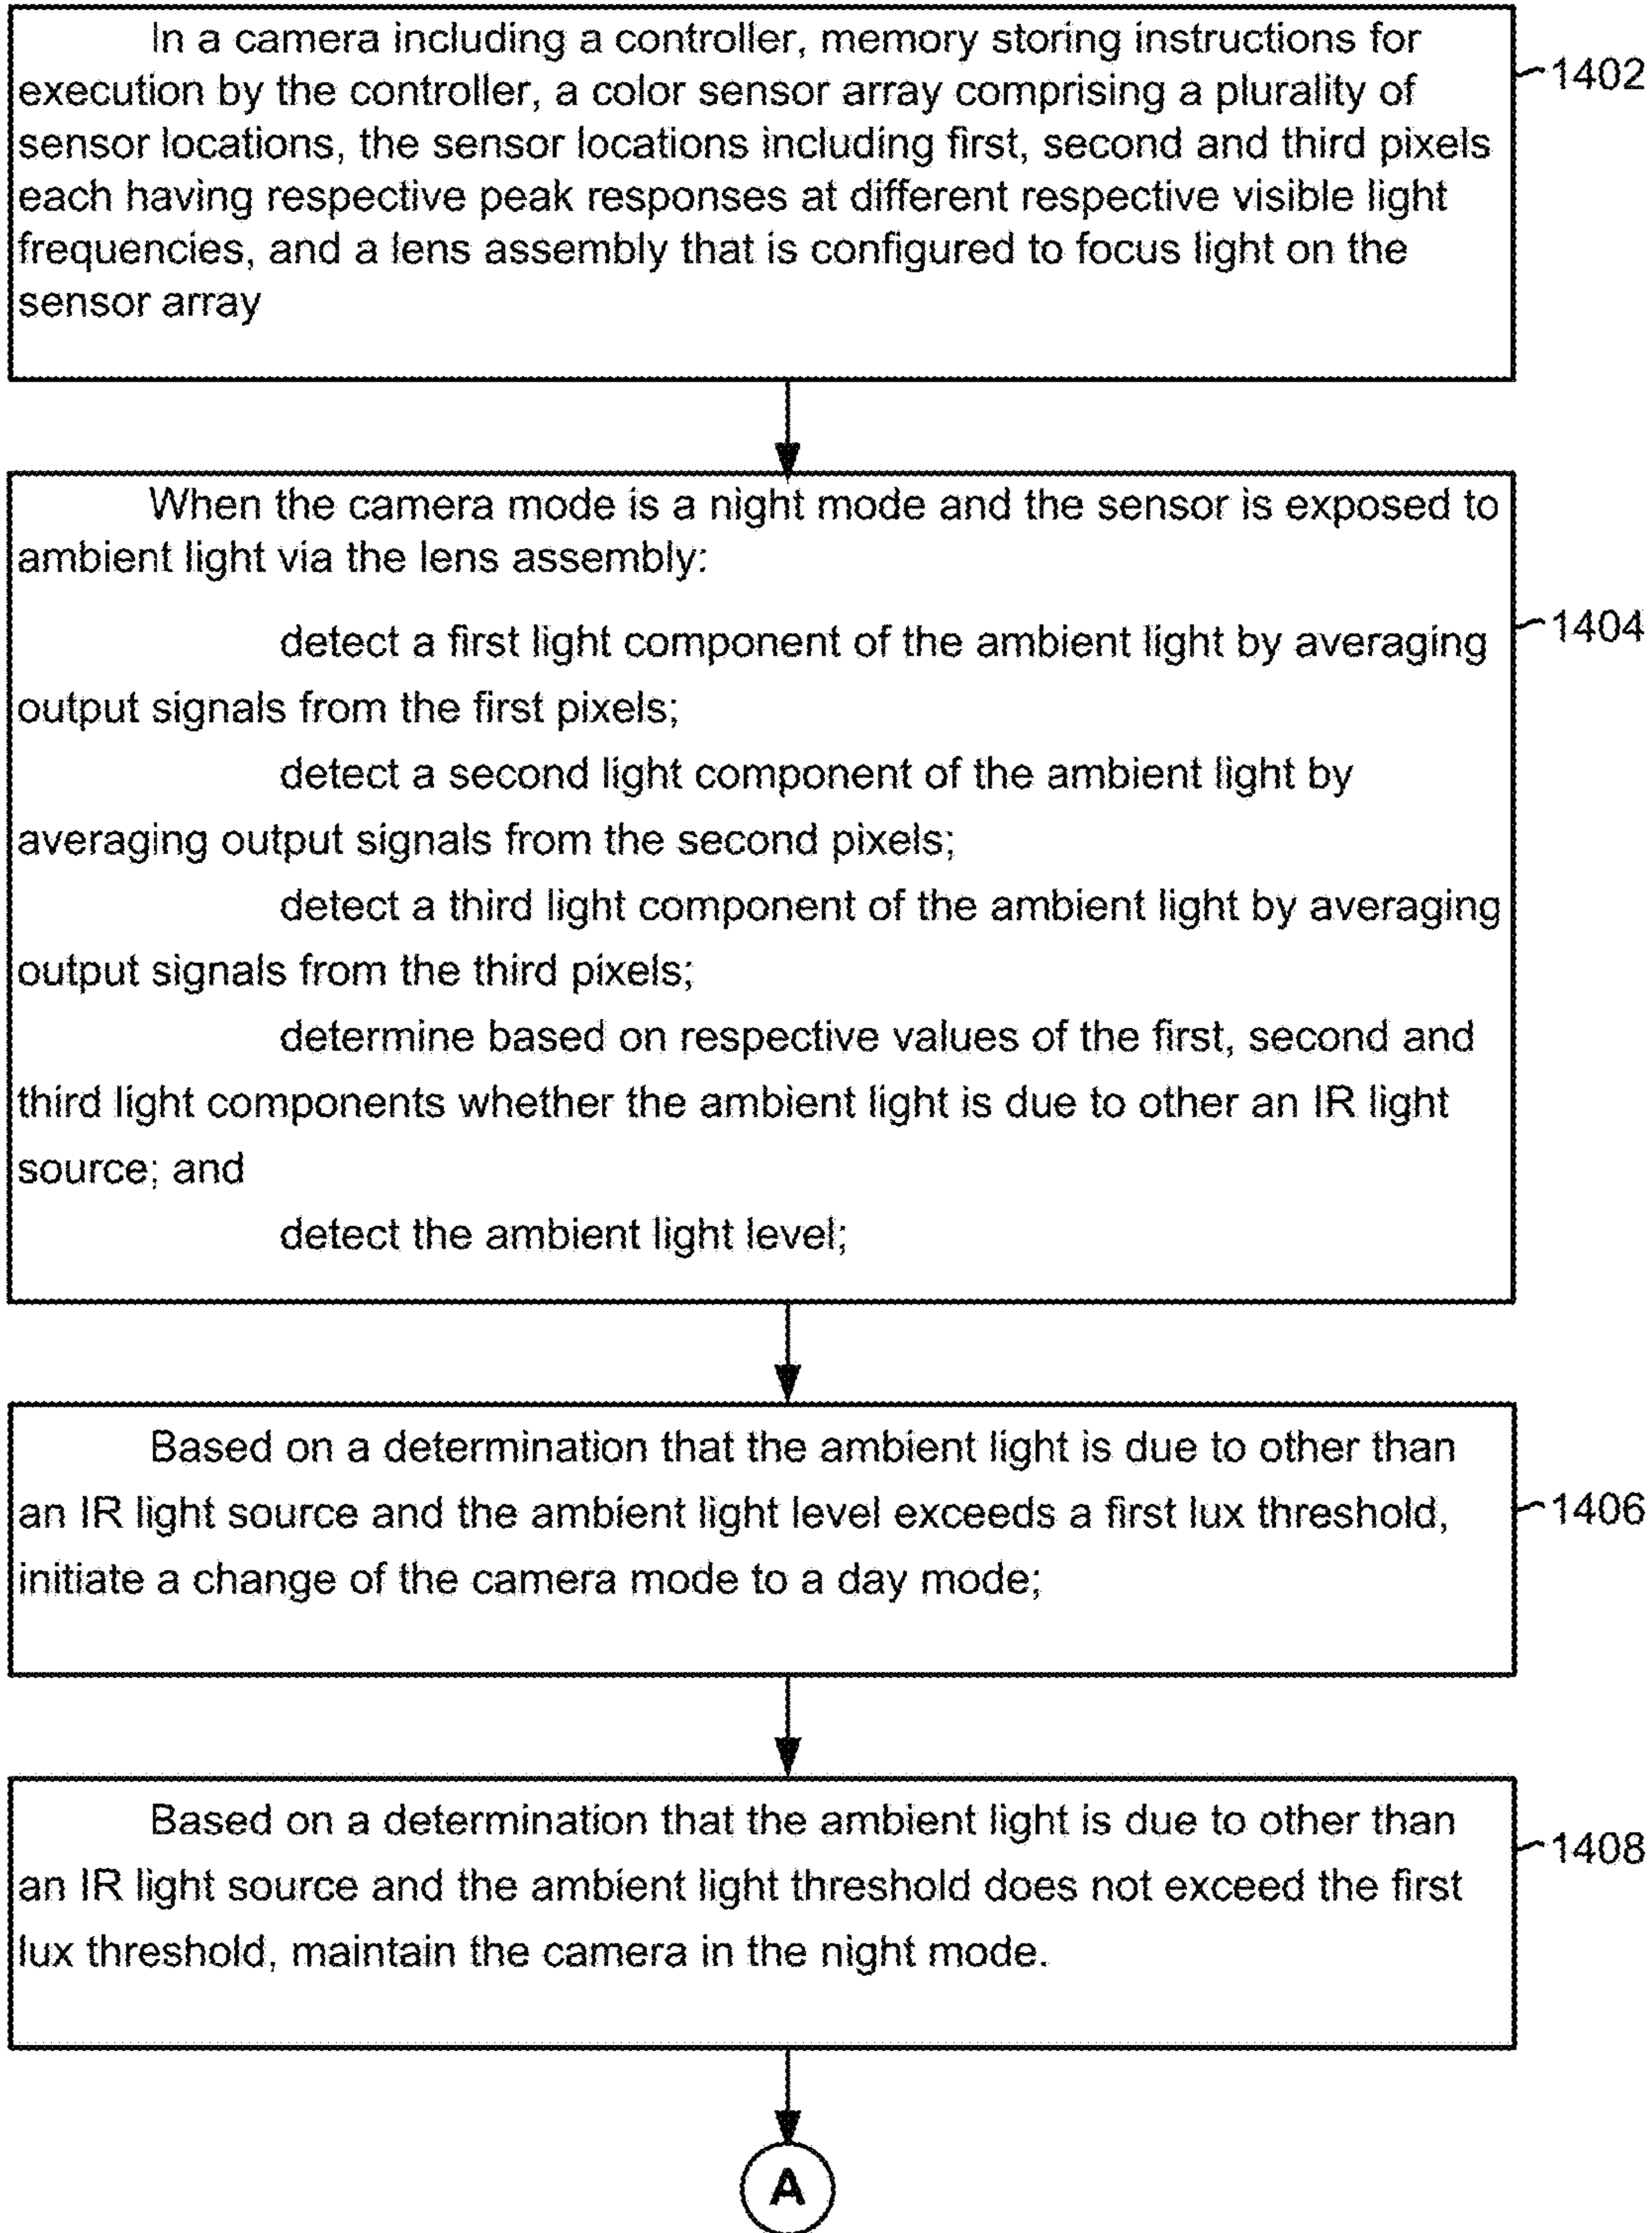 In a camera including a controller, memory storing instructions for
execution by the controller, a color sensor array comprising a plurality of
sensor locations, the sensor locations including first, second and third pixels
each having respective peak responses at different respective visible light
frequencies, and a lens assembly that is configured to focus light on the
sensor array
1402
When the camera mode is a night mode and the sensor is exposed to
ambient light via the lens assembly:
detect a first light component of the ambient light by averaging
output signals from the first pixels;
detect a second light component of the ambient light by
averaging output signals from the second pixels;
detect a third light component of the ambient light by averaging
output signals from the third pixels;
determine based on respective values of the first, second and
third light components whether the ambient light is due to other an IR light
source; and
detect the ambient light level;
1404
Based on a determination that the ambient light is due to other than
an IR light source and the ambient light level exceeds a first lux threshold,
initiate a change of the camera mode to a day mode;
1406
Based on a determination that the ambient light is due to other than
an IR light source and the ambient light threshold does not exceed the first
lux threshold, maintain the camera in the night mode.
1408
A